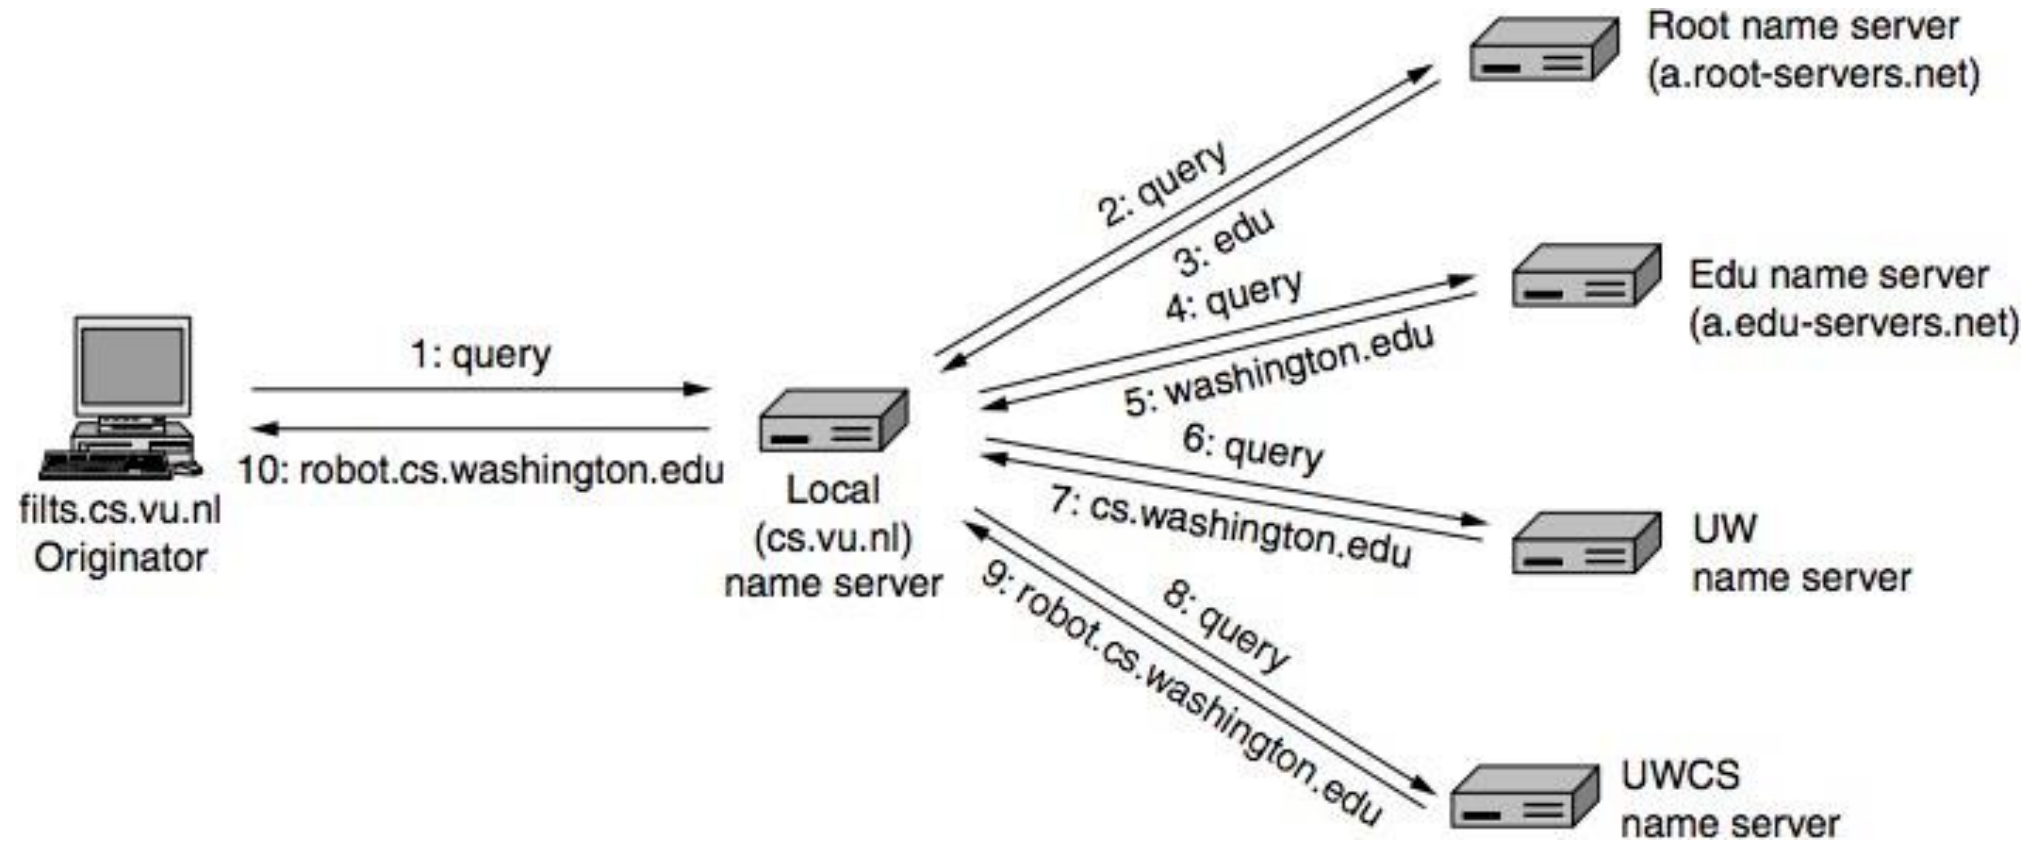 Root name server
(a.root-servers.net)
2: query
3: edu
4: query
Edu name server
(a.edu-servers.net)
5: washington.edu
1: query
10: robot.cs.washington.edu
filts.cs.vu.nl
Originator
Local
(cs.vu.nl)
name server
6: query
7: cs.washington.edu
UW
name server
8: query
9: robot.cs.washington.edu
UWCS
name server